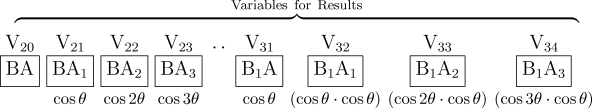 Variables for Results
V₂₀ V₂₁ V₂₂ V₂₃ .. V₃₁ V₃₂ V₃₃ V₃₄
BA BA₁ BA₂ BA₃ B₁A B₁A₁ B₁A₂ B₁A₃
cos θ cos 2θ cos 3θ cos θ (cos θ · cos θ) (cos 2θ · cos θ) (cos 3θ · cos θ)